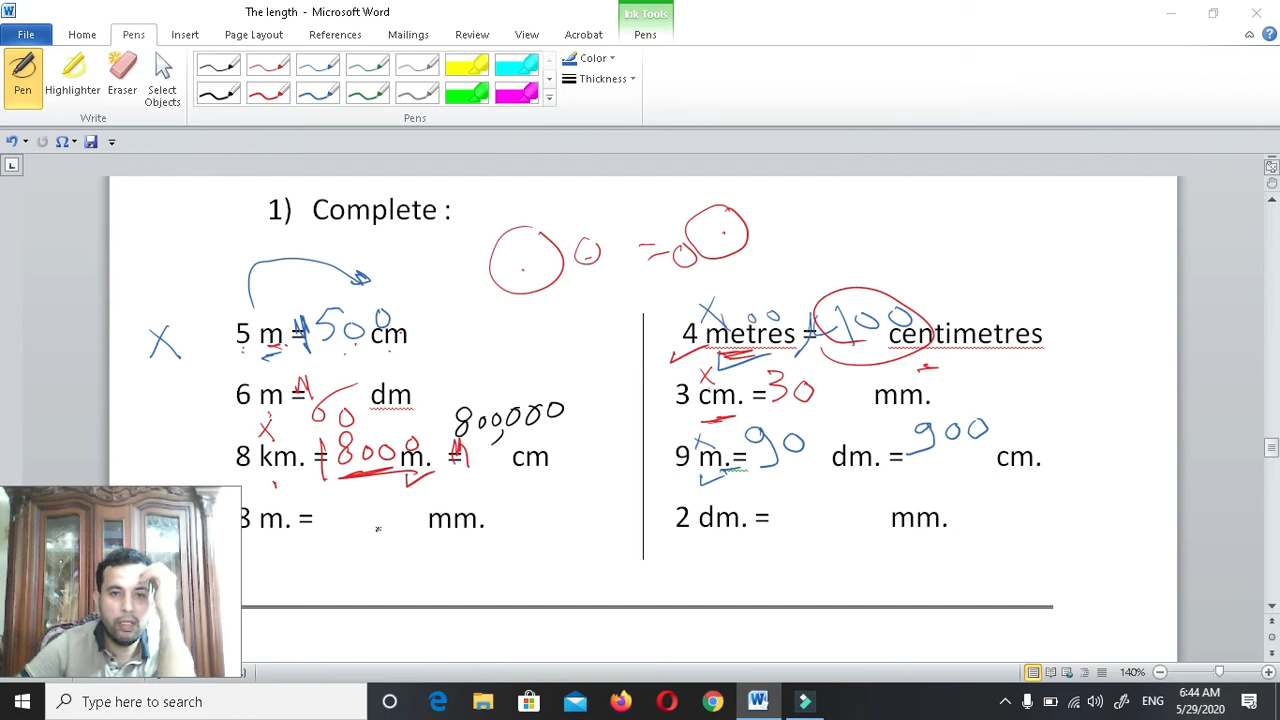 The length - Microsoft Word
Ink Tools
File Home Pens Insert Page Layout References Mailings Review View Acrobat Pens
Pen Highlighter Eraser Select Objects
Color
Thickness
Write Pens
1) Complete :
5 m = 500 cm
6 m = 60 dm
8 km. = 8000 m. = 800000 cm
8 m. = mm.
4 metres = 400 centimetres
×100
3 cm. = 30 mm.
9 m. = 90 dm. = 900 cm.
2 dm. = mm.
140%
Type here to search
ENG
6:44 AM
5/29/2020